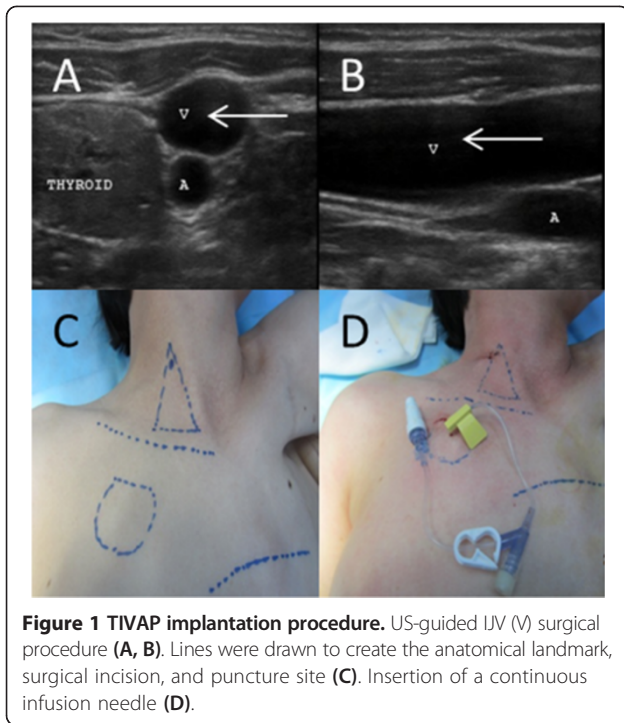 A
V
A
THYROID
B
V
A
C
D
Figure 1 TIVAP implantation procedure. US-guided IJV (V) surgical
procedure (A, B). Lines were drawn to create the anatomical landmark,
surgical incision, and puncture site (C). Insertion of a continuous
infusion needle (D).